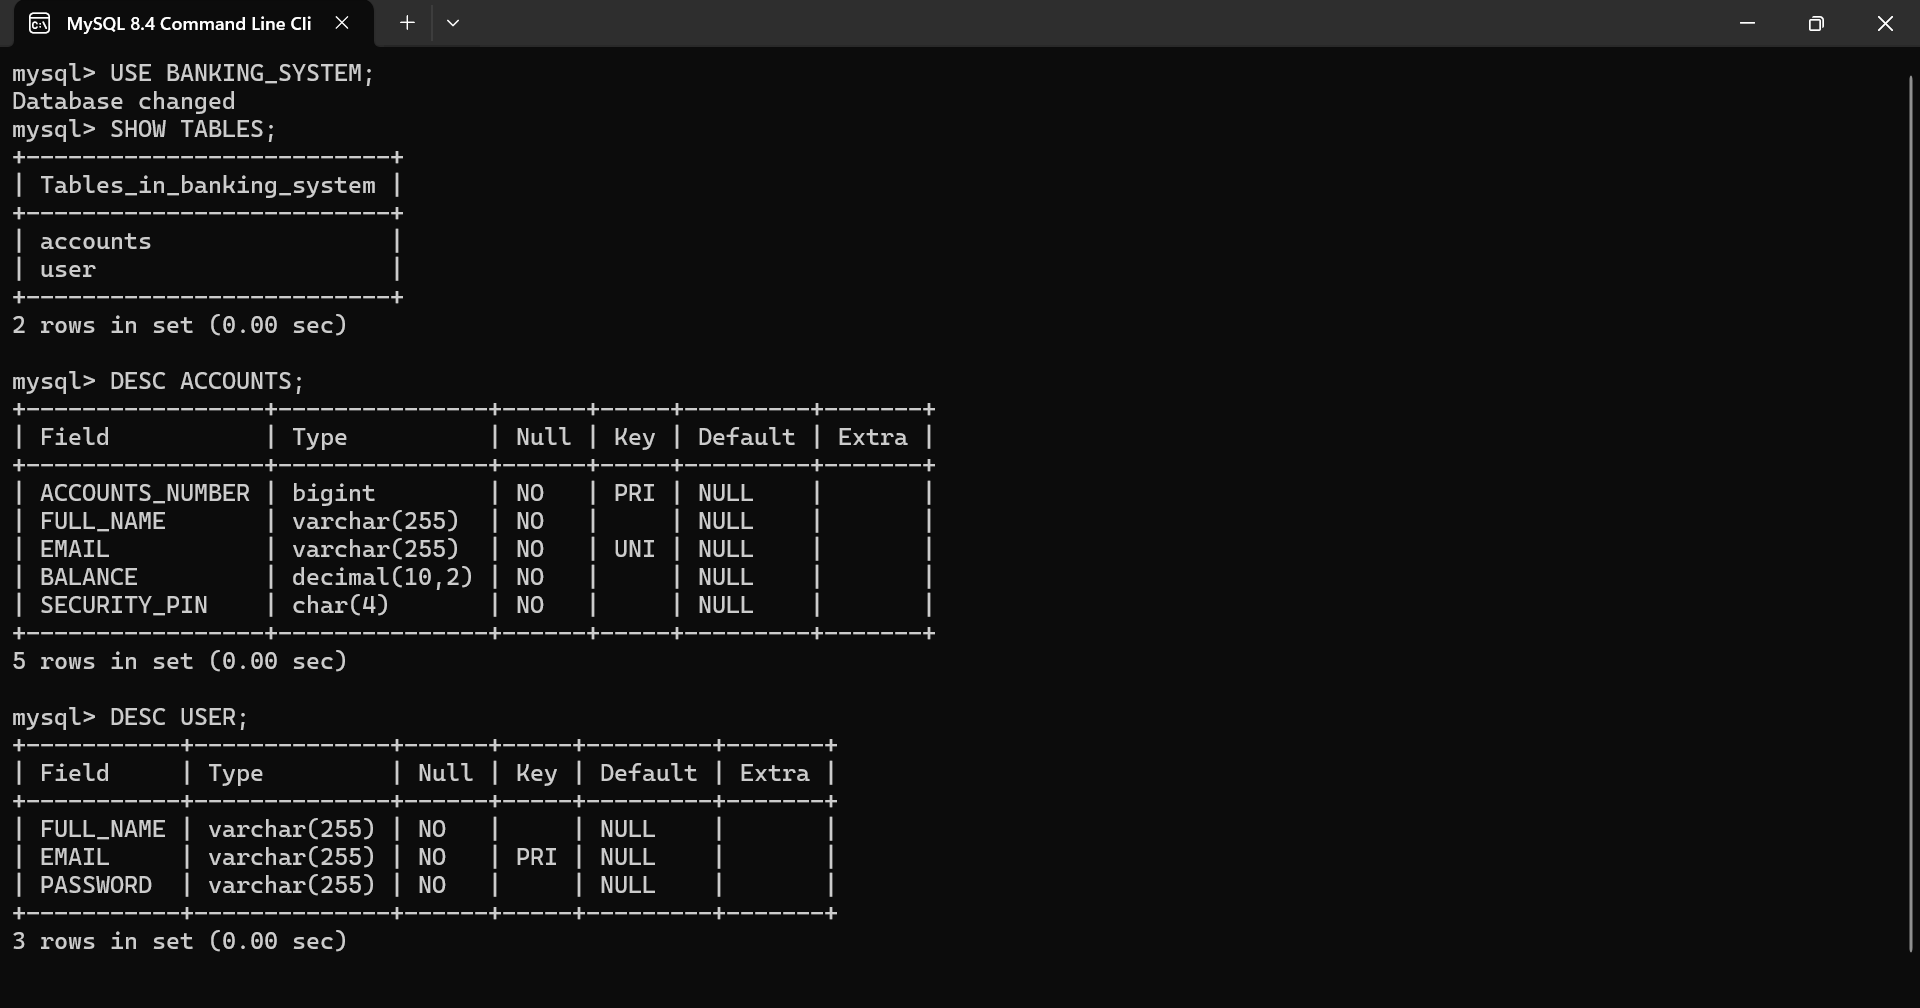 MySQL 8.4 Command Line Cli
mysql> USE BANKING_SYSTEM;
Database changed
mysql> SHOW TABLES;
+--------------------------+
| Tables_in_banking_system |
+--------------------------+
| accounts                 |
| user                     |
+--------------------------+
2 rows in set (0.00 sec)

mysql> DESC ACCOUNTS;
+-----------------+---------------+------+-----+---------+-------+
| Field           | Type          | Null | Key | Default | Extra |
+-----------------+---------------+------+-----+---------+-------+
| ACCOUNTS_NUMBER | bigint        | NO   | PRI | NULL    |       |
| FULL_NAME       | varchar(255)  | NO   |     | NULL    |       |
| EMAIL           | varchar(255)  | NO   | UNI | NULL    |       |
| BALANCE         | decimal(10,2) | NO   |     | NULL    |       |
| SECURITY_PIN    | char(4)       | NO   |     | NULL    |       |
+-----------------+---------------+------+-----+---------+-------+
5 rows in set (0.00 sec)

mysql> DESC USER;
+-----------+--------------+------+-----+---------+-------+
| Field     | Type         | Null | Key | Default | Extra |
+-----------+--------------+------+-----+---------+-------+
| FULL_NAME | varchar(255) | NO   |     | NULL    |       |
| EMAIL     | varchar(255) | NO   | PRI | NULL    |       |
| PASSWORD  | varchar(255) | NO   |     | NULL    |       |
+-----------+--------------+------+-----+---------+-------+
3 rows in set (0.00 sec)